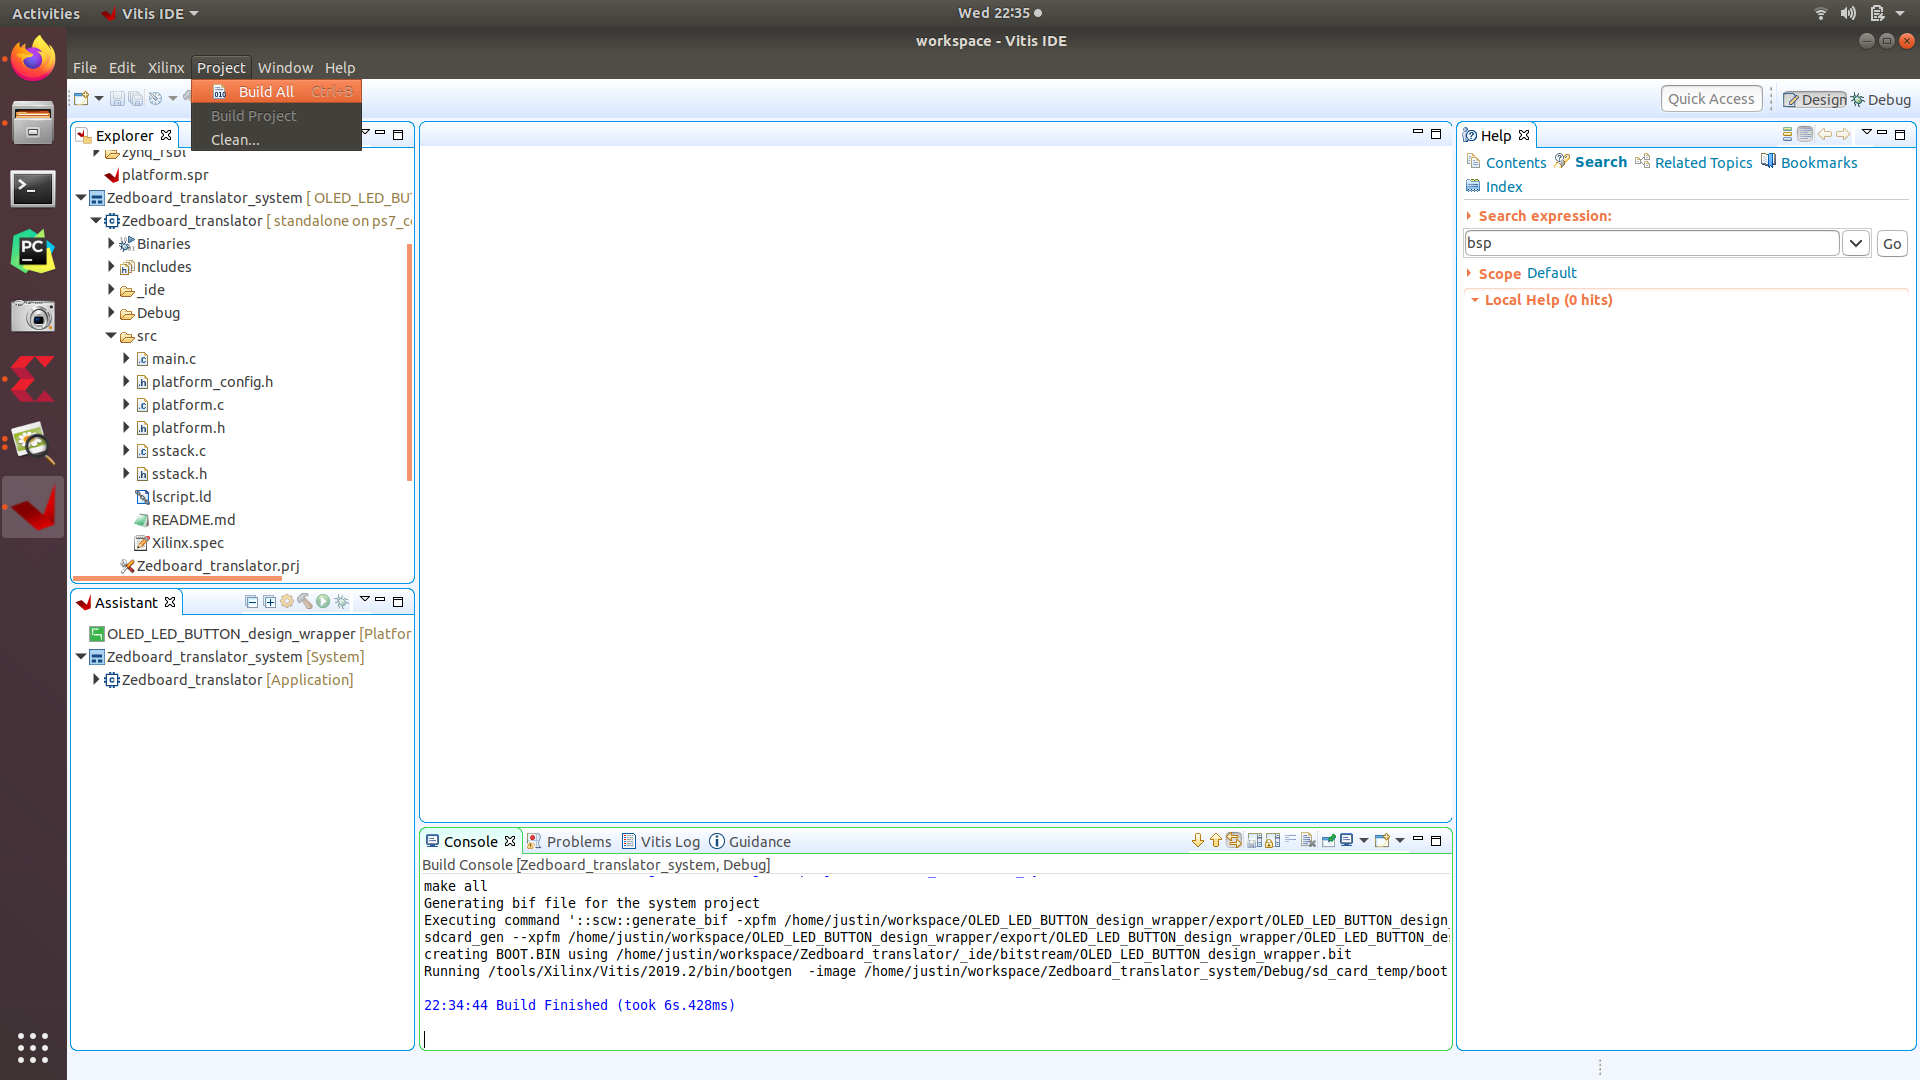 Activities Vitis IDE Wed 22:35
workspace - Vitis IDE
File Edit Xilinx Project Window Help
Build All Ctrl+B
Build Project
Clean...
Quick Access Design Debug
Explorer
zynq_fsbl
platform.spr
Zedboard_translator_system [ OLED_LED_BUT
Zedboard_translator [ standalone on ps7_co
Binaries
Includes
_ide
Debug
src
main.c
platform_config.h
platform.c
platform.h
sstack.c
sstack.h
lscript.ld
README.md
Xilinx.spec
Zedboard_translator.prj
Assistant
OLED_LED_BUTTON_design_wrapper [Platfor
Zedboard_translator_system [System]
Zedboard_translator [Application]
Console Problems Vitis Log Guidance
Build Console [Zedboard_translator_system, Debug]
make all
Generating bif file for the system project
Executing command '::scw::generate_bif -xpfm /home/justin/workspace/OLED_LED_BUTTON_design_wrapper/export/OLED_LED_BUTTON_design_
sdcard_gen --xpfm /home/justin/workspace/OLED_LED_BUTTON_design_wrapper/export/OLED_LED_BUTTON_design_wrapper/OLED_LED_BUTTON_de
creating BOOT.BIN using /home/justin/workspace/Zedboard_translator/_ide/bitstream/OLED_LED_BUTTON_design_wrapper.bit
Running /tools/Xilinx/Vitis/2019.2/bin/bootgen -image /home/justin/workspace/Zedboard_translator_system/Debug/sd_card_temp/boot
22:34:44 Build Finished (took 6s.428ms)
Help
Contents Search Related Topics Bookmarks
Index
Search expression:
bsp Go
Scope Default
Local Help (0 hits)